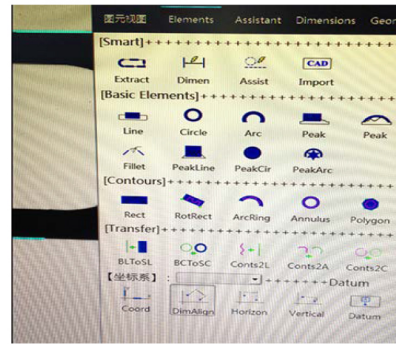 图元视图 Elements Assistant Dimensions Geor
[Smart]+++++++++++++++++++++++++
CAD
Extract Dimen Assist Import
[Basic Elements]++++++++++++++++++++
Line Circle Arc Peak Peak
Fillet PeakLine PeakCir PeakArc
[Contours]++++++++++++++++++++++++
Rect RotRect ArcRing Annulus Polygon
[Transfer]++++++++++++++++++++++++
BLToSL BCToSC Conts2L Conts2A Conts2C
【坐标系】 : +++++++Datum
Coord DimAlign Horizon Vertical Datum